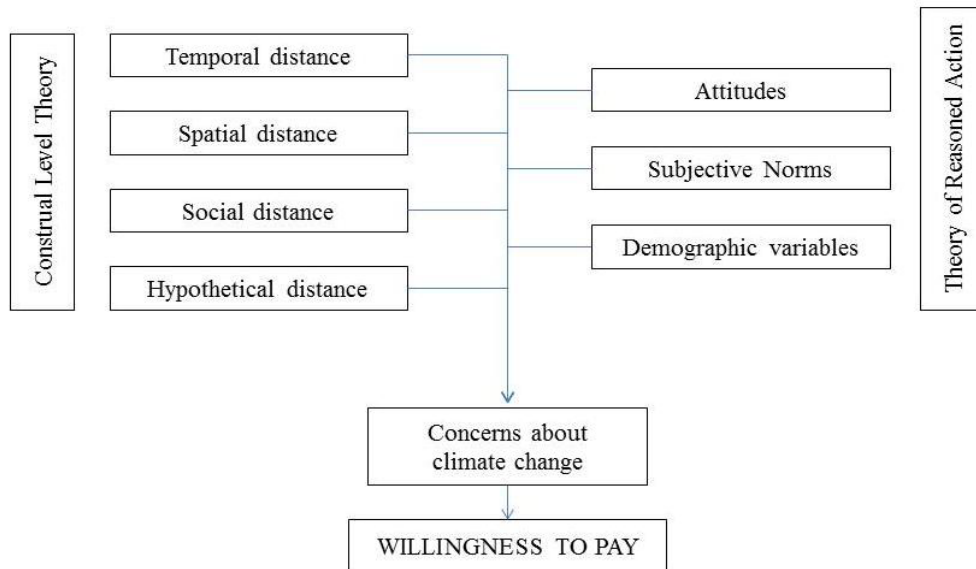 Construal Level Theory
Temporal distance
Spatial distance
Social distance
Hypothetical distance
Attitudes
Subjective Norms
Demographic variables
Theory of Reasoned Action
Concerns about
climate change
WILLINGNESS TO PAY